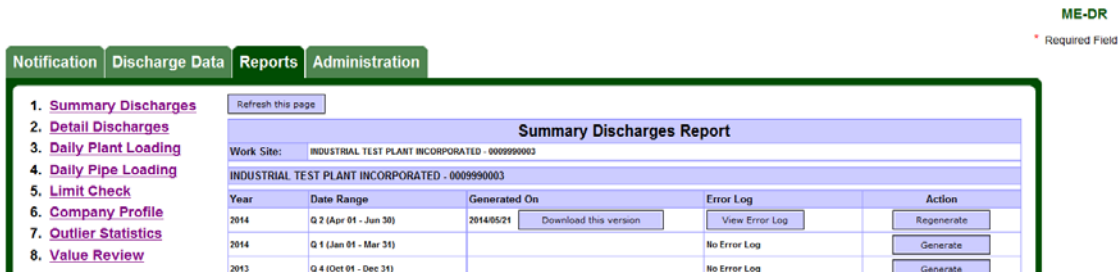 ME-DR
* Required Field
Notification Discharge Data Reports Administration
1. Summary Discharges
2. Detail Discharges
3. Daily Plant Loading
4. Daily Pipe Loading
5. Limit Check
6. Company Profile
7. Outlier Statistics
8. Value Review
Refresh this page
Summary Discharges Report
Work Site: INDUSTRIAL TEST PLANT INCORPORATED - 0009990003
INDUSTRIAL TEST PLANT INCORPORATED - 0009990003
Year Date Range Generated On Error Log Action
2014 Q 2 (Apr 01 - Jun 30) 2014/05/21 Download this version View Error Log Regenerate
2014 Q 1 (Jan 01 - Mar 31) No Error Log Generate
2013 Q 4 (Oct 01 - Dec 31) No Error Log Generate